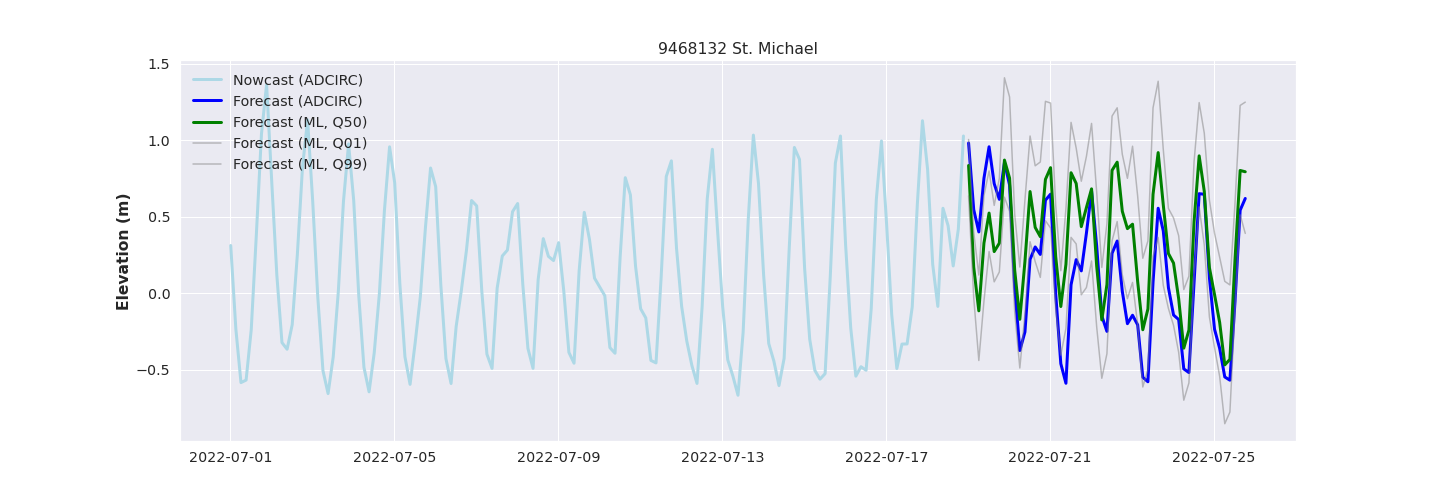 9468132 St. Michael
1.5
1.0
0.5
0.0
−0.5
Elevation (m)
Nowcast (ADCIRC)
Forecast (ADCIRC)
Forecast (ML, Q50)
Forecast (ML, Q01)
Forecast (ML, Q99)
2022-07-01
2022-07-05
2022-07-09
2022-07-13
2022-07-17
2022-07-21
2022-07-25